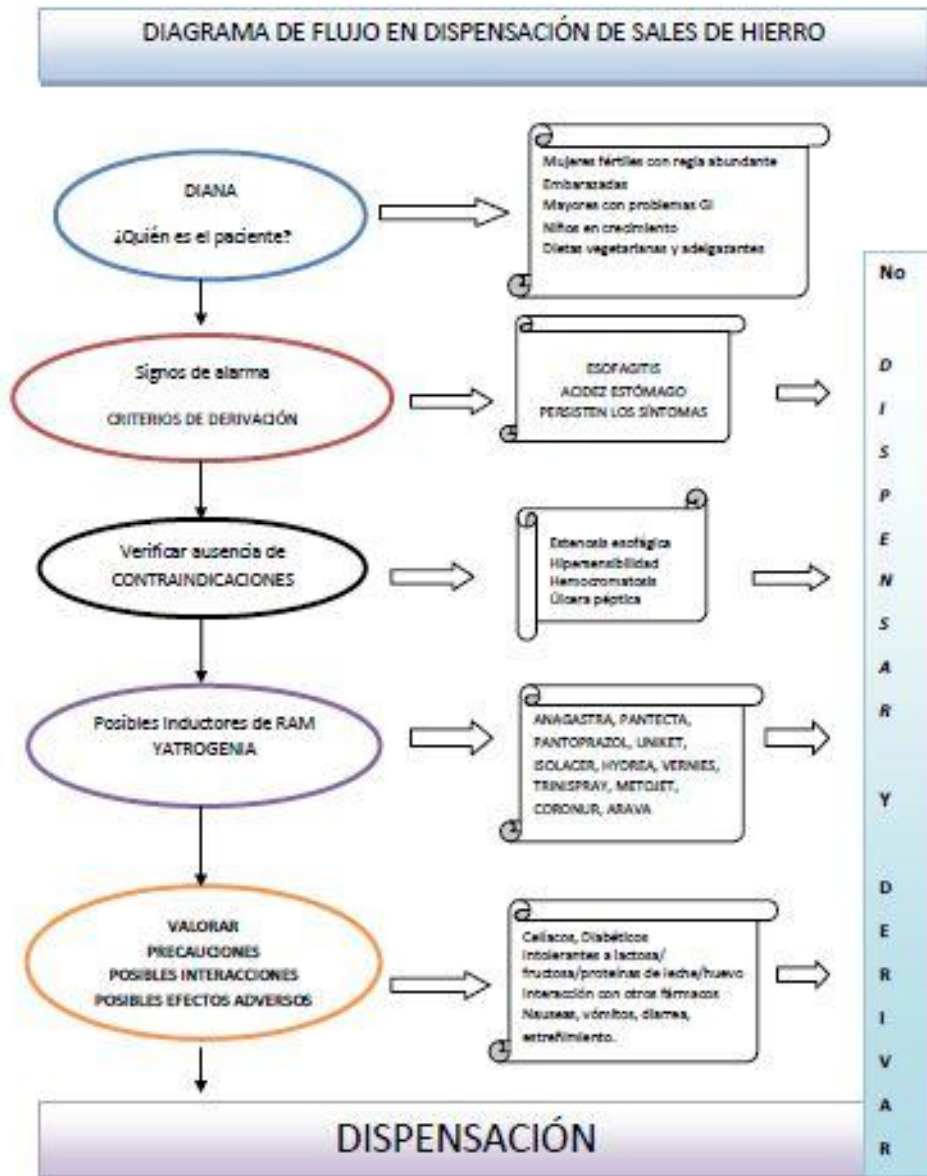 DIAGRAMA DE FLUJO EN DISPENSACIÓN DE SALES DE HIERRO
DIANA
¿Quién es el paciente?
Mujeres fértiles con regla abundante
Embarazadas
Mayores con problemas GI
Niños en crecimiento
Dietas vegetarianas y adelgazantes
Signos de alarma
CRITERIOS DE DERIVACIÓN
ESOFAGITIS
ACIDEZ ESTÓMAGO
PERSISTEN LOS SÍNTOMAS
Verificar ausencia de
CONTRAINDICACIONES
Estenosis esofágica
Hipersensibilidad
Hemocromatosis
Úlcera péptica
Posibles Inductores de RAM
YATROGENIA
ANAGASTRA, PANTECTA,
PANTOPRAZOL, UNIKET,
ISOLACER, HYDREA, VERNIES,
TRINISPRAY, METOJET,
CORONUR, ARAVA
VALORAR
PRECAUCIONES
POSIBLES INTERACCIONES
POSIBLES EFECTOS ADVERSOS
Celíacos, Diabéticos
Intolerantes a lactosa/
fructosa/proteínas de leche/huevo
Interacción con otros fármacos
Nauseas, vómitos, diarrea,
estreñimiento.
No
D
I
S
P
E
N
S
A
R
Y
D
E
R
I
V
A
R
DISPENSACIÓN